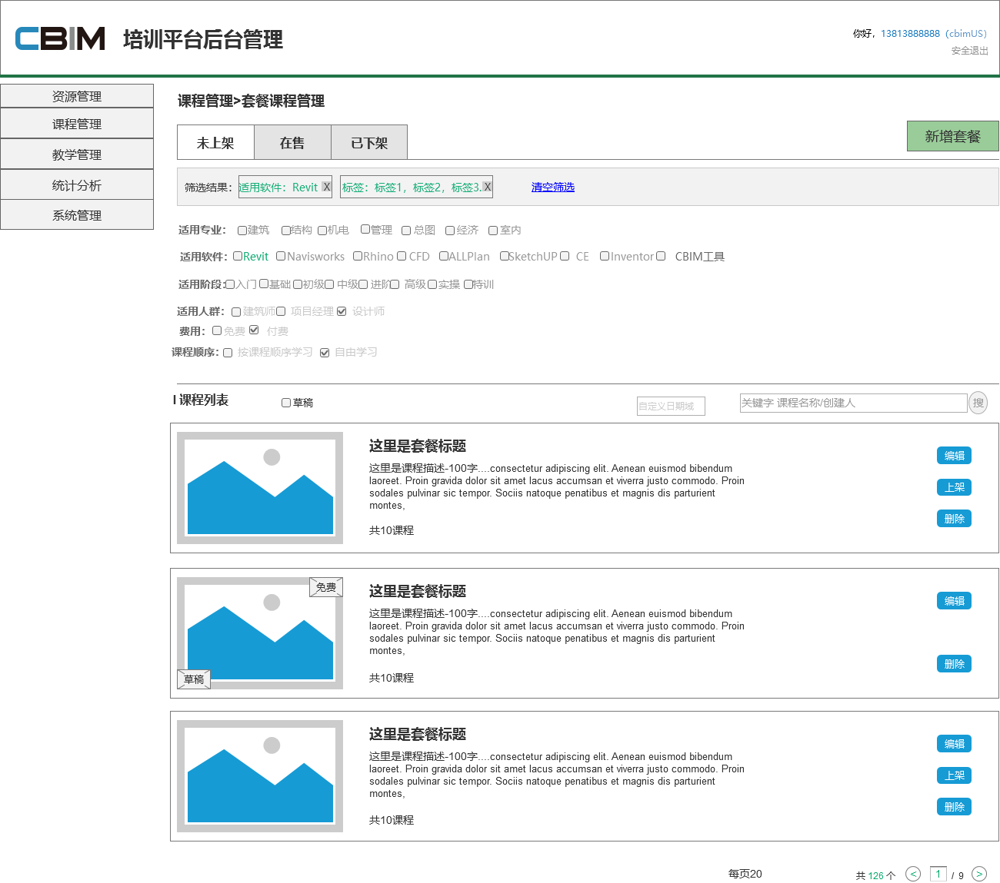 CBIM 培训平台后台管理
你好，13813888888（cbimUS）
安全退出
资源管理
课程管理
教学管理
统计分析
系统管理
课程管理>套餐课程管理
未上架 在售 已下架
新增套餐
筛选结果： 适用软件：Revit X 标签：标签1，标签2，标签3. X 清空筛选
适用专业： 建筑 结构 机电 管理 总图 经济 室内
适用软件： Revit Navisworks Rhino CFD ALLPlan SketchUP CE Inventor CBIM工具
适用阶段： 入门 基础 初级 中级 进阶 高级 实操 特训
适用人群： 建筑师 项目经理 设计师
费用： 免费 付费
课程顺序： 按课程顺序学习 自由学习
I 课程列表 草稿 自定义日期域 关键字 课程名称/创建人 搜
这里是套餐标题
这里是课程描述-100字....consectetur adipiscing elit. Aenean euismod bibendum
laoreet. Proin gravida dolor sit amet lacus accumsan et viverra justo commodo. Proin
sodales pulvinar sic tempor. Sociis natoque penatibus et magnis dis parturient
montes,
共10课程
编辑
上架
删除
免费
草稿
这里是套餐标题
这里是课程描述-100字....consectetur adipiscing elit. Aenean euismod bibendum
laoreet. Proin gravida dolor sit amet lacus accumsan et viverra justo commodo. Proin
sodales pulvinar sic tempor. Sociis natoque penatibus et magnis dis parturient
montes,
共10课程
编辑
删除
这里是套餐标题
这里是课程描述-100字....consectetur adipiscing elit. Aenean euismod bibendum
laoreet. Proin gravida dolor sit amet lacus accumsan et viverra justo commodo. Proin
sodales pulvinar sic tempor. Sociis natoque penatibus et magnis dis parturient
montes,
共10课程
编辑
上架
删除
每页20 共 126 个 < 1 / 9 >